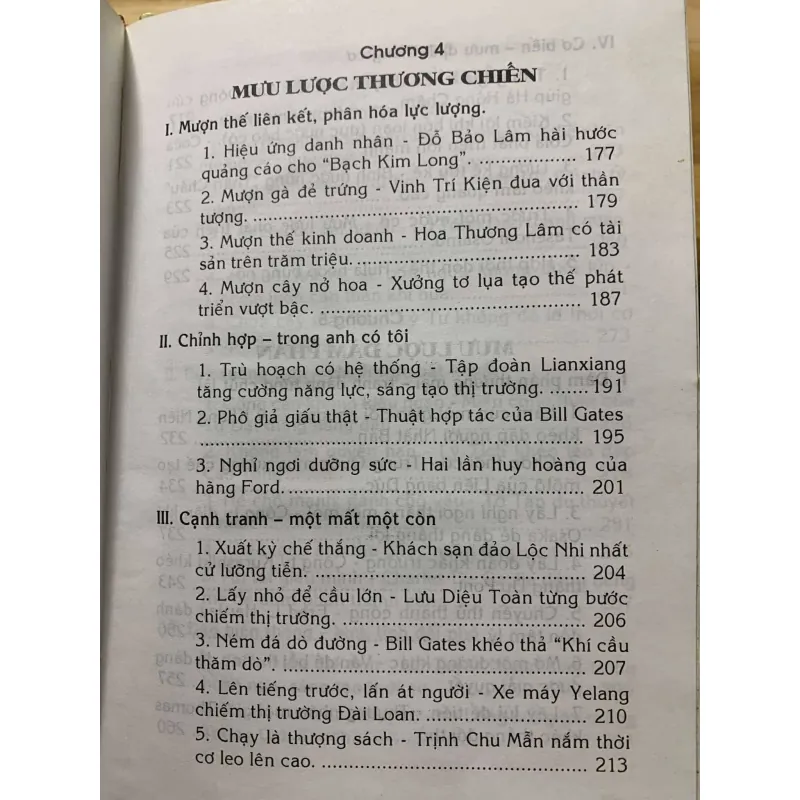 Chương 4
MƯU LƯỢC THƯƠNG CHIẾN
I. Mượn thế liên kết, phân hóa lực lượng.
1. Hiệu ứng danh nhân - Đỗ Bảo Lâm hài hước
quảng cáo cho "Bạch Kim Long". .................. 177
2. Mượn gà đẻ trứng - Vinh Trí Kiện đua với thần
tượng. ............................................................ 179
3. Mượn thế kinh doanh - Hoa Thương Lâm có tài
sản trên trăm triệu. ......................................... 183
4. Mượn cây nở hoa - Xưởng tơ lụa tạo thế phát
triển vượt bậc. ................................................ 187
II. Chỉnh hợp – trong anh có tôi
1. Trù hoạch có hệ thống - Tập đoàn Lianxiang
tăng cường năng lực, sáng tạo thị trường. ....... 191
2. Phô giả giấu thật - Thuật hợp tác của Bill Gates
...................................................................... 195
3. Nghỉ ngơi dưỡng sức - Hai lần huy hoàng của
hãng Ford. ...................................................... 201
III. Cạnh tranh – một mất một còn
1. Xuất kỳ chế thắng - Khách sạn đảo Lộc Nhi nhất
cử lưỡng tiễn. ................................................. 204
2. Lấy nhỏ để cầu lớn - Lưu Diệu Toàn từng bước
chiếm thị trường. ............................................ 206
3. Ném đá dò đường - Bill Gates khéo thả "Khí cầu
thăm dò". ....................................................... 207
4. Lên tiếng trước, lấn át người - Xe máy Yelang
chiếm thị trường Đài Loan. ............................. 210
5. Chạy là thượng sách - Trịnh Chu Mẫn nắm thời
cơ leo lên cao. ................................................ 213